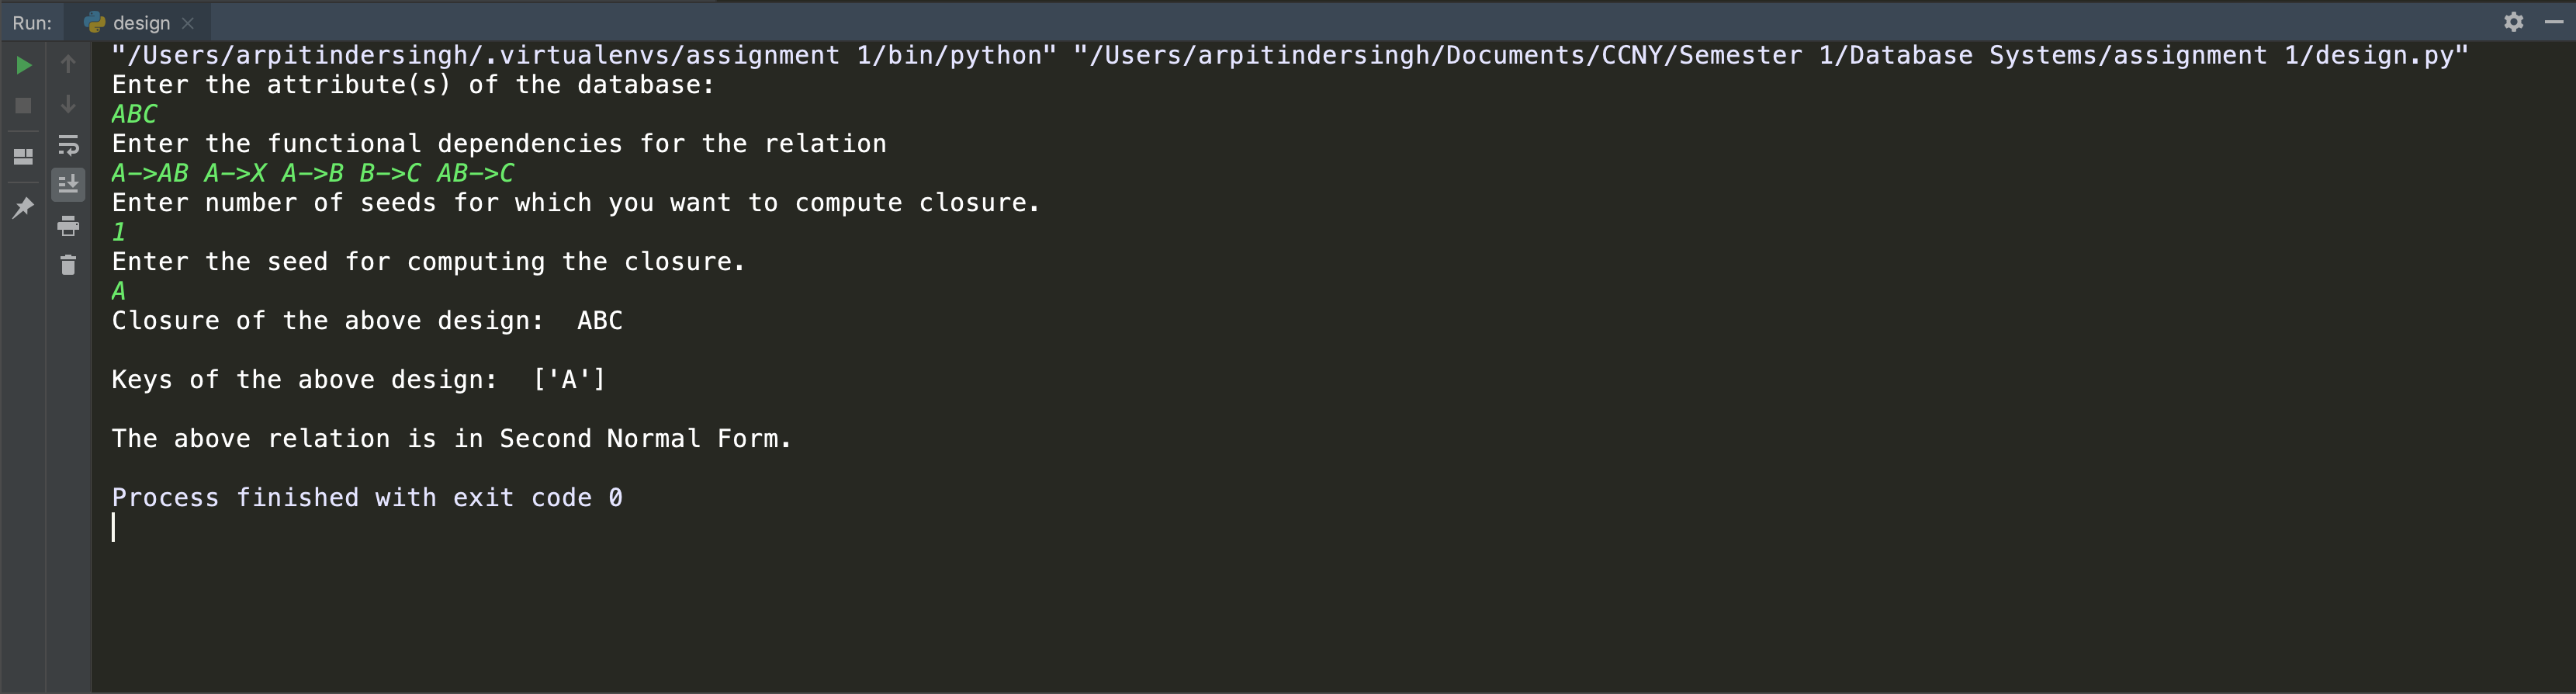 Run: design
"/Users/arpitindersingh/.virtualenvs/assignment 1/bin/python" "/Users/arpitindersingh/Documents/CCNY/Semester 1/Database Systems/assignment 1/design.py"
Enter the attribute(s) of the database:
ABC
Enter the functional dependencies for the relation
A->AB A->X A->B B->C AB->C
Enter number of seeds for which you want to compute closure.
1
Enter the seed for computing the closure.
A
Closure of the above design:  ABC
Keys of the above design:  ['A']
The above relation is in Second Normal Form.
Process finished with exit code 0